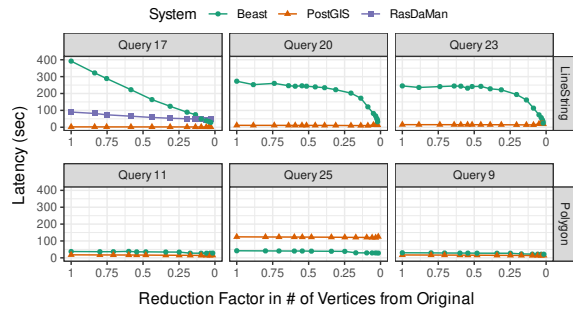 System Beast PostGIS RasDaMan
Query 17 Query 20 Query 23
400
300
200
100
0
LineString
1 0.75 0.5 0.25 0 1 0.75 0.5 0.25 0 1 0.75 0.5 0.25 0
Latency (sec)
Query 11 Query 25 Query 9
400
300
200
100
0
Polygon
1 0.75 0.5 0.25 0 1 0.75 0.5 0.25 0 1 0.75 0.5 0.25 0
Reduction Factor in # of Vertices from Original